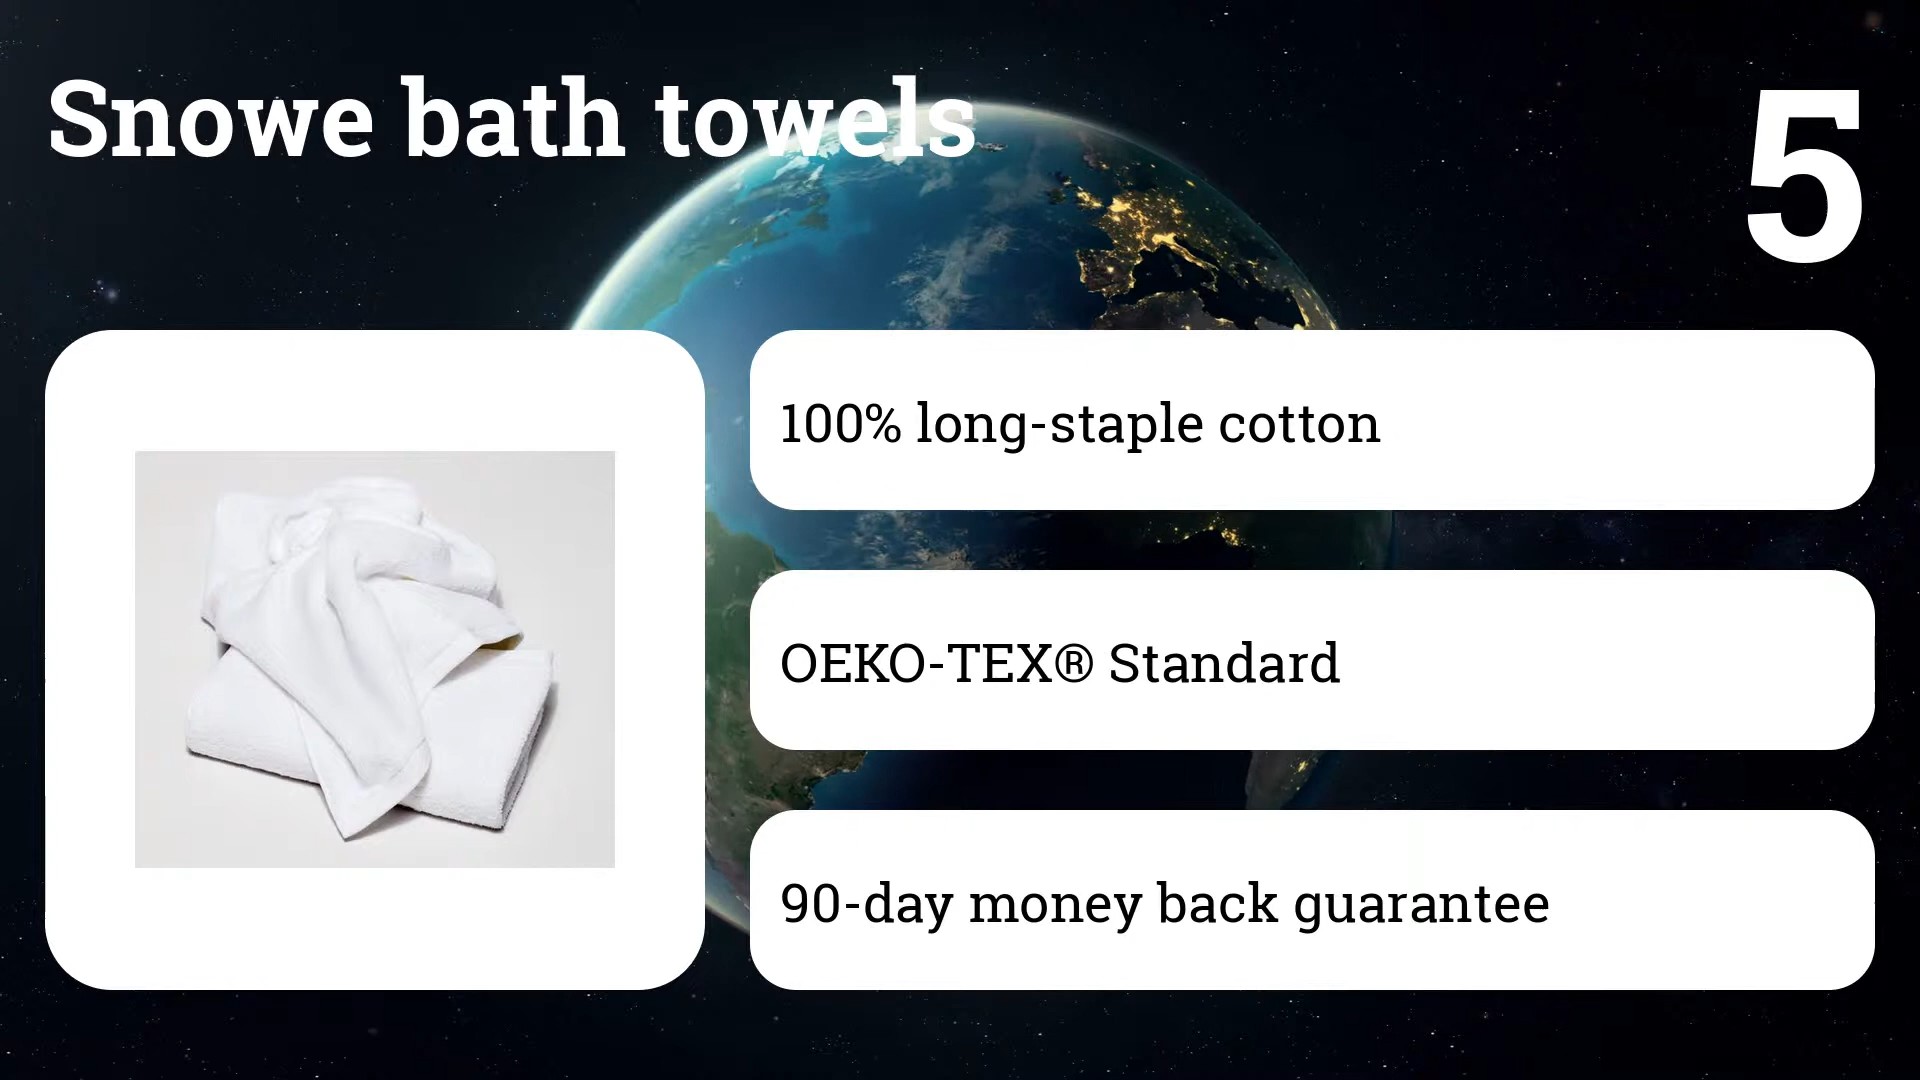 Snowe bath towels
5
100% long-staple cotton
OEKO-TEX® Standard
90-day money back guarantee